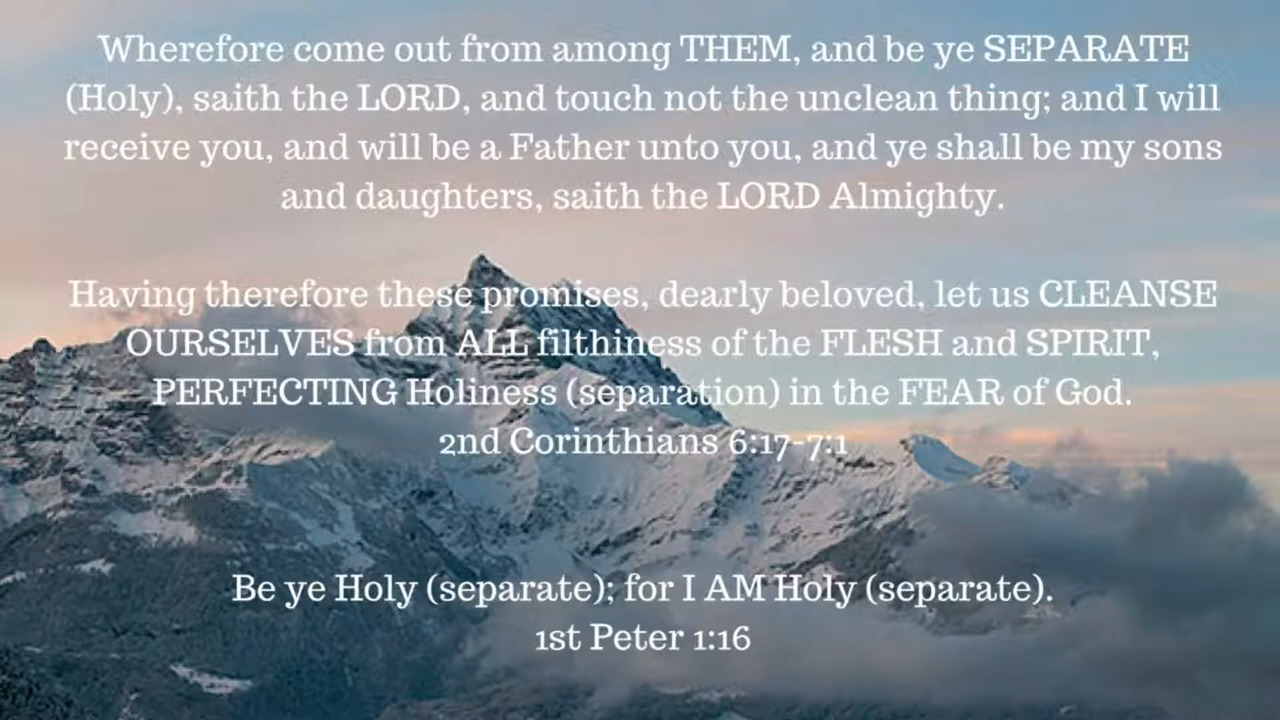 Wherefore come out from among THEM, and be ye SEPARATE
(Holy), saith the LORD, and touch not the unclean thing; and I will
receive you, and will be a Father unto you, and ye shall be my sons
and daughters, saith the LORD Almighty.
Having therefore these promises, dearly beloved, let us CLEANSE
OURSELVES from ALL filthiness of the FLESH and SPIRIT,
PERFECTING Holiness (separation) in the FEAR of God.
2nd Corinthians 6:17-7:1
Be ye Holy (separate); for I AM Holy (separate).
1st Peter 1:16